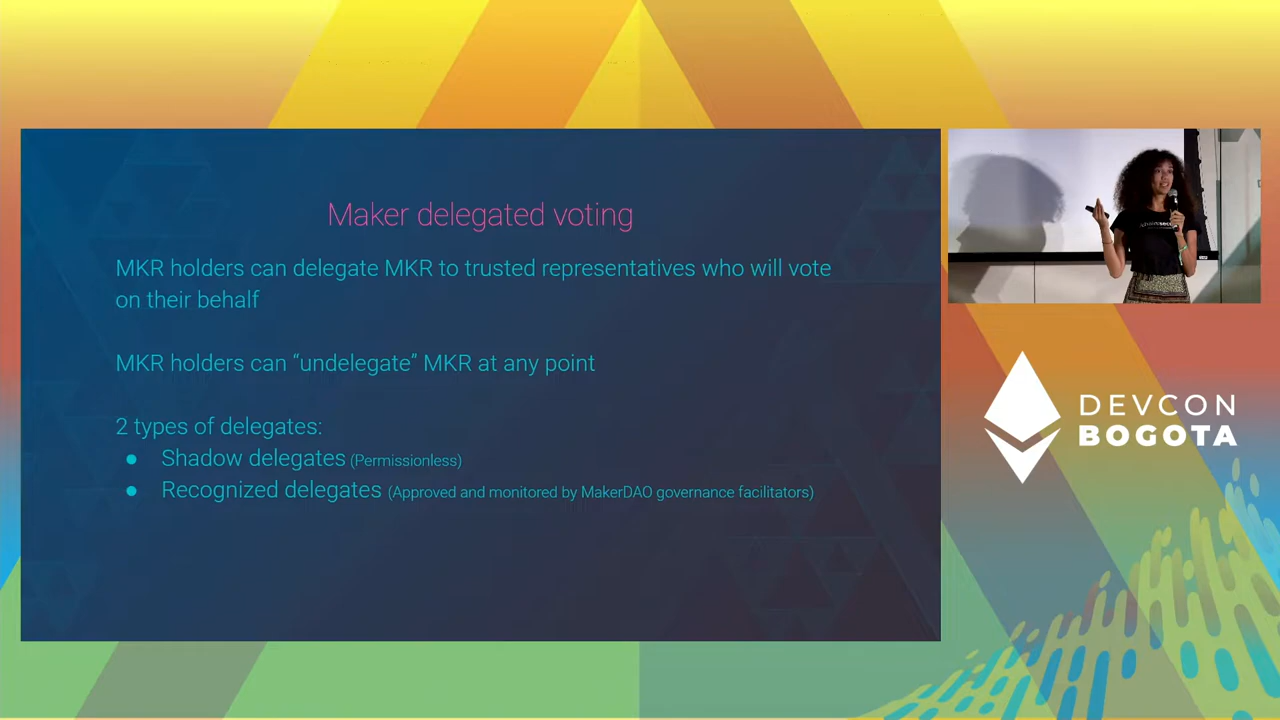 Maker delegated voting
MKR holders can delegate MKR to trusted representatives who will vote
on their behalf
MKR holders can “undelegate” MKR at any point
2 types of delegates:
● Shadow delegates (Permissionless)
● Recognized delegates (Approved and monitored by MakerDAO governance facilitators)
DEVCON
BOGOTA